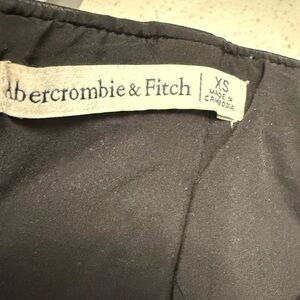 Abercrombie & Fitch
XS
MADE IN
CAMBODIA